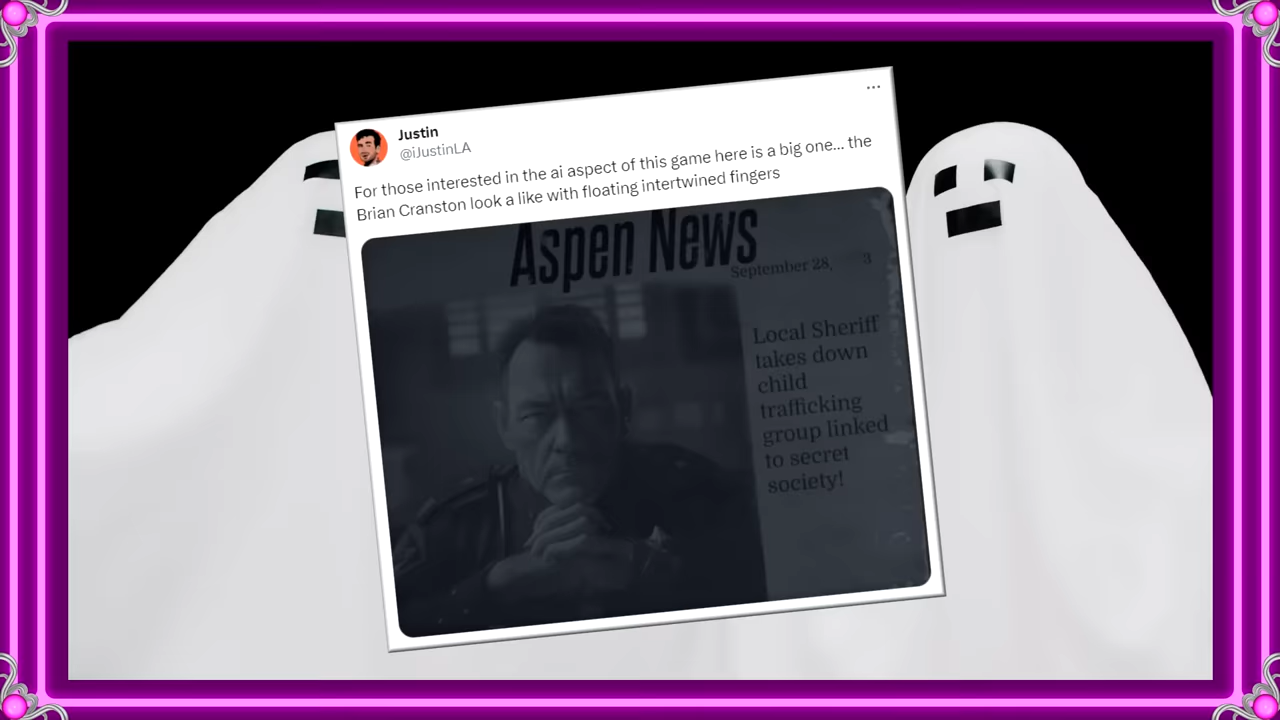 Justin
@iJustinLA
For those interested in the ai aspect of this game here is a big one... the
Brian Cranston look a like with floating intertwined fingers
Aspen News
September 28, 3
Local Sheriff
takes down
child
trafficking
group linked
to secret
society!